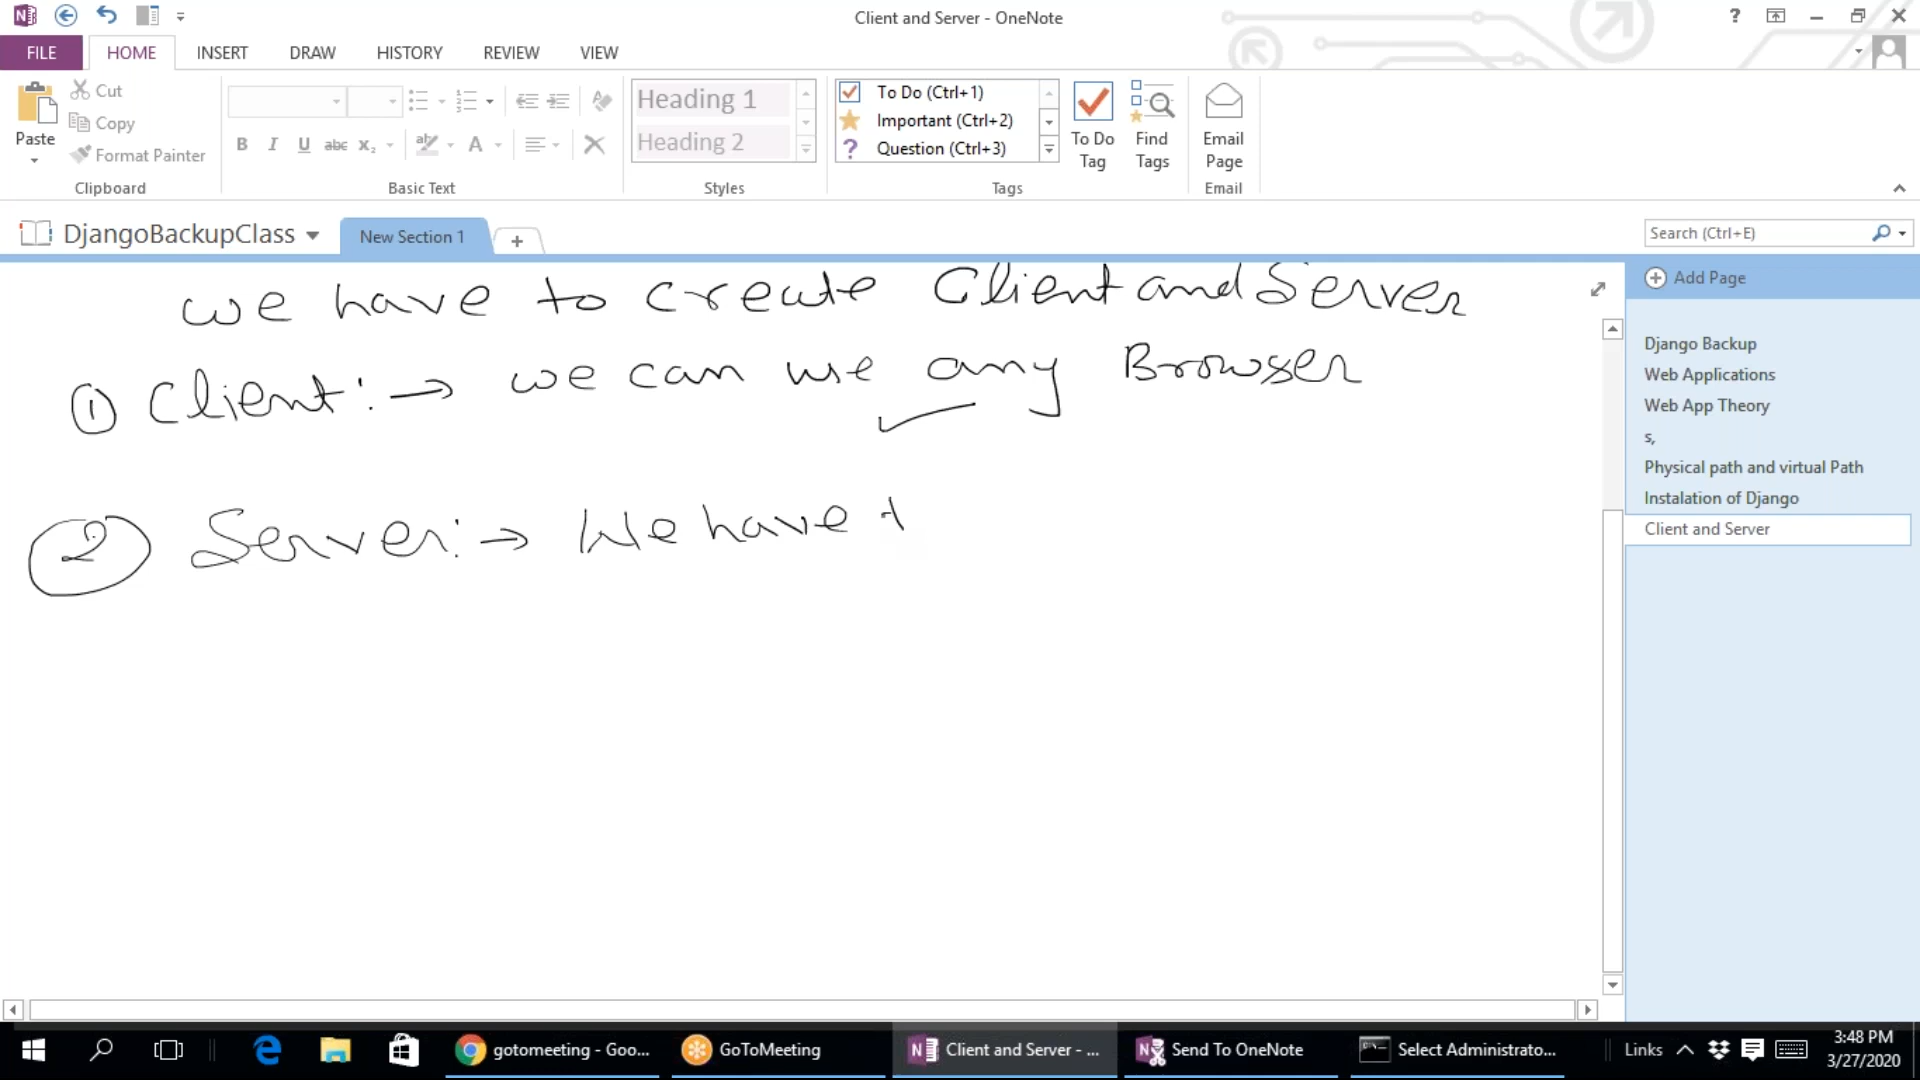 Client and Server - OneNote
?
FILE HOME INSERT DRAW HISTORY REVIEW VIEW
Paste
Cut
Copy
Format Painter
Clipboard
B I U abc x₂ A
Basic Text
Heading 1
Heading 2
Styles
To Do (Ctrl+1)
Important (Ctrl+2)
Question (Ctrl+3)
Tags
To Do Tag
Find Tags
Email Page
Email
DjangoBackupClass
New Section 1
+
Search (Ctrl+E)
we have to create Client and Server
① Client :→ we can use any Browser
② Server :→ We have
Add Page
Django Backup
Web Applications
Web App Theory
s,
Physical path and virtual Path
Instalation of Django
Client and Server
gotomeeting - Goo...
GoToMeeting
Client and Server - ...
Send To OneNote
Select Administrato...
Links
3:48 PM
3/27/2020